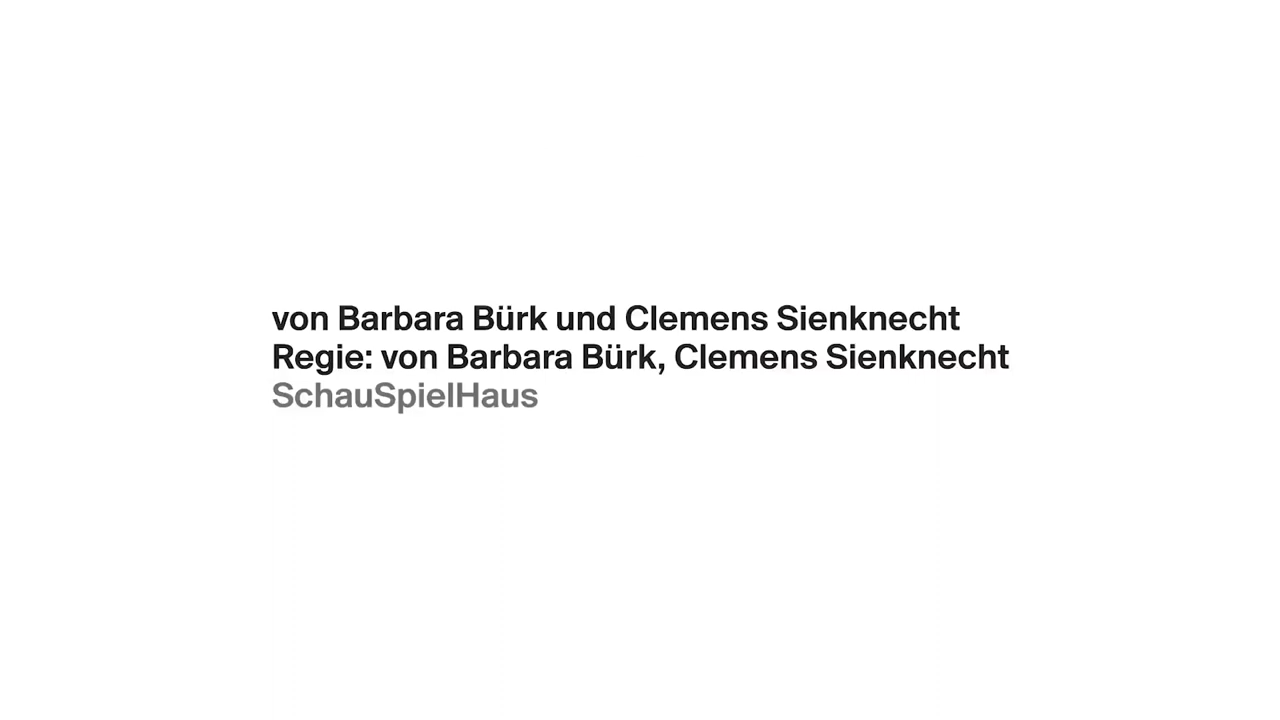 von Barbara Bürk und Clemens Sienknecht
Regie: von Barbara Bürk, Clemens Sienknecht
SchauSpielHaus